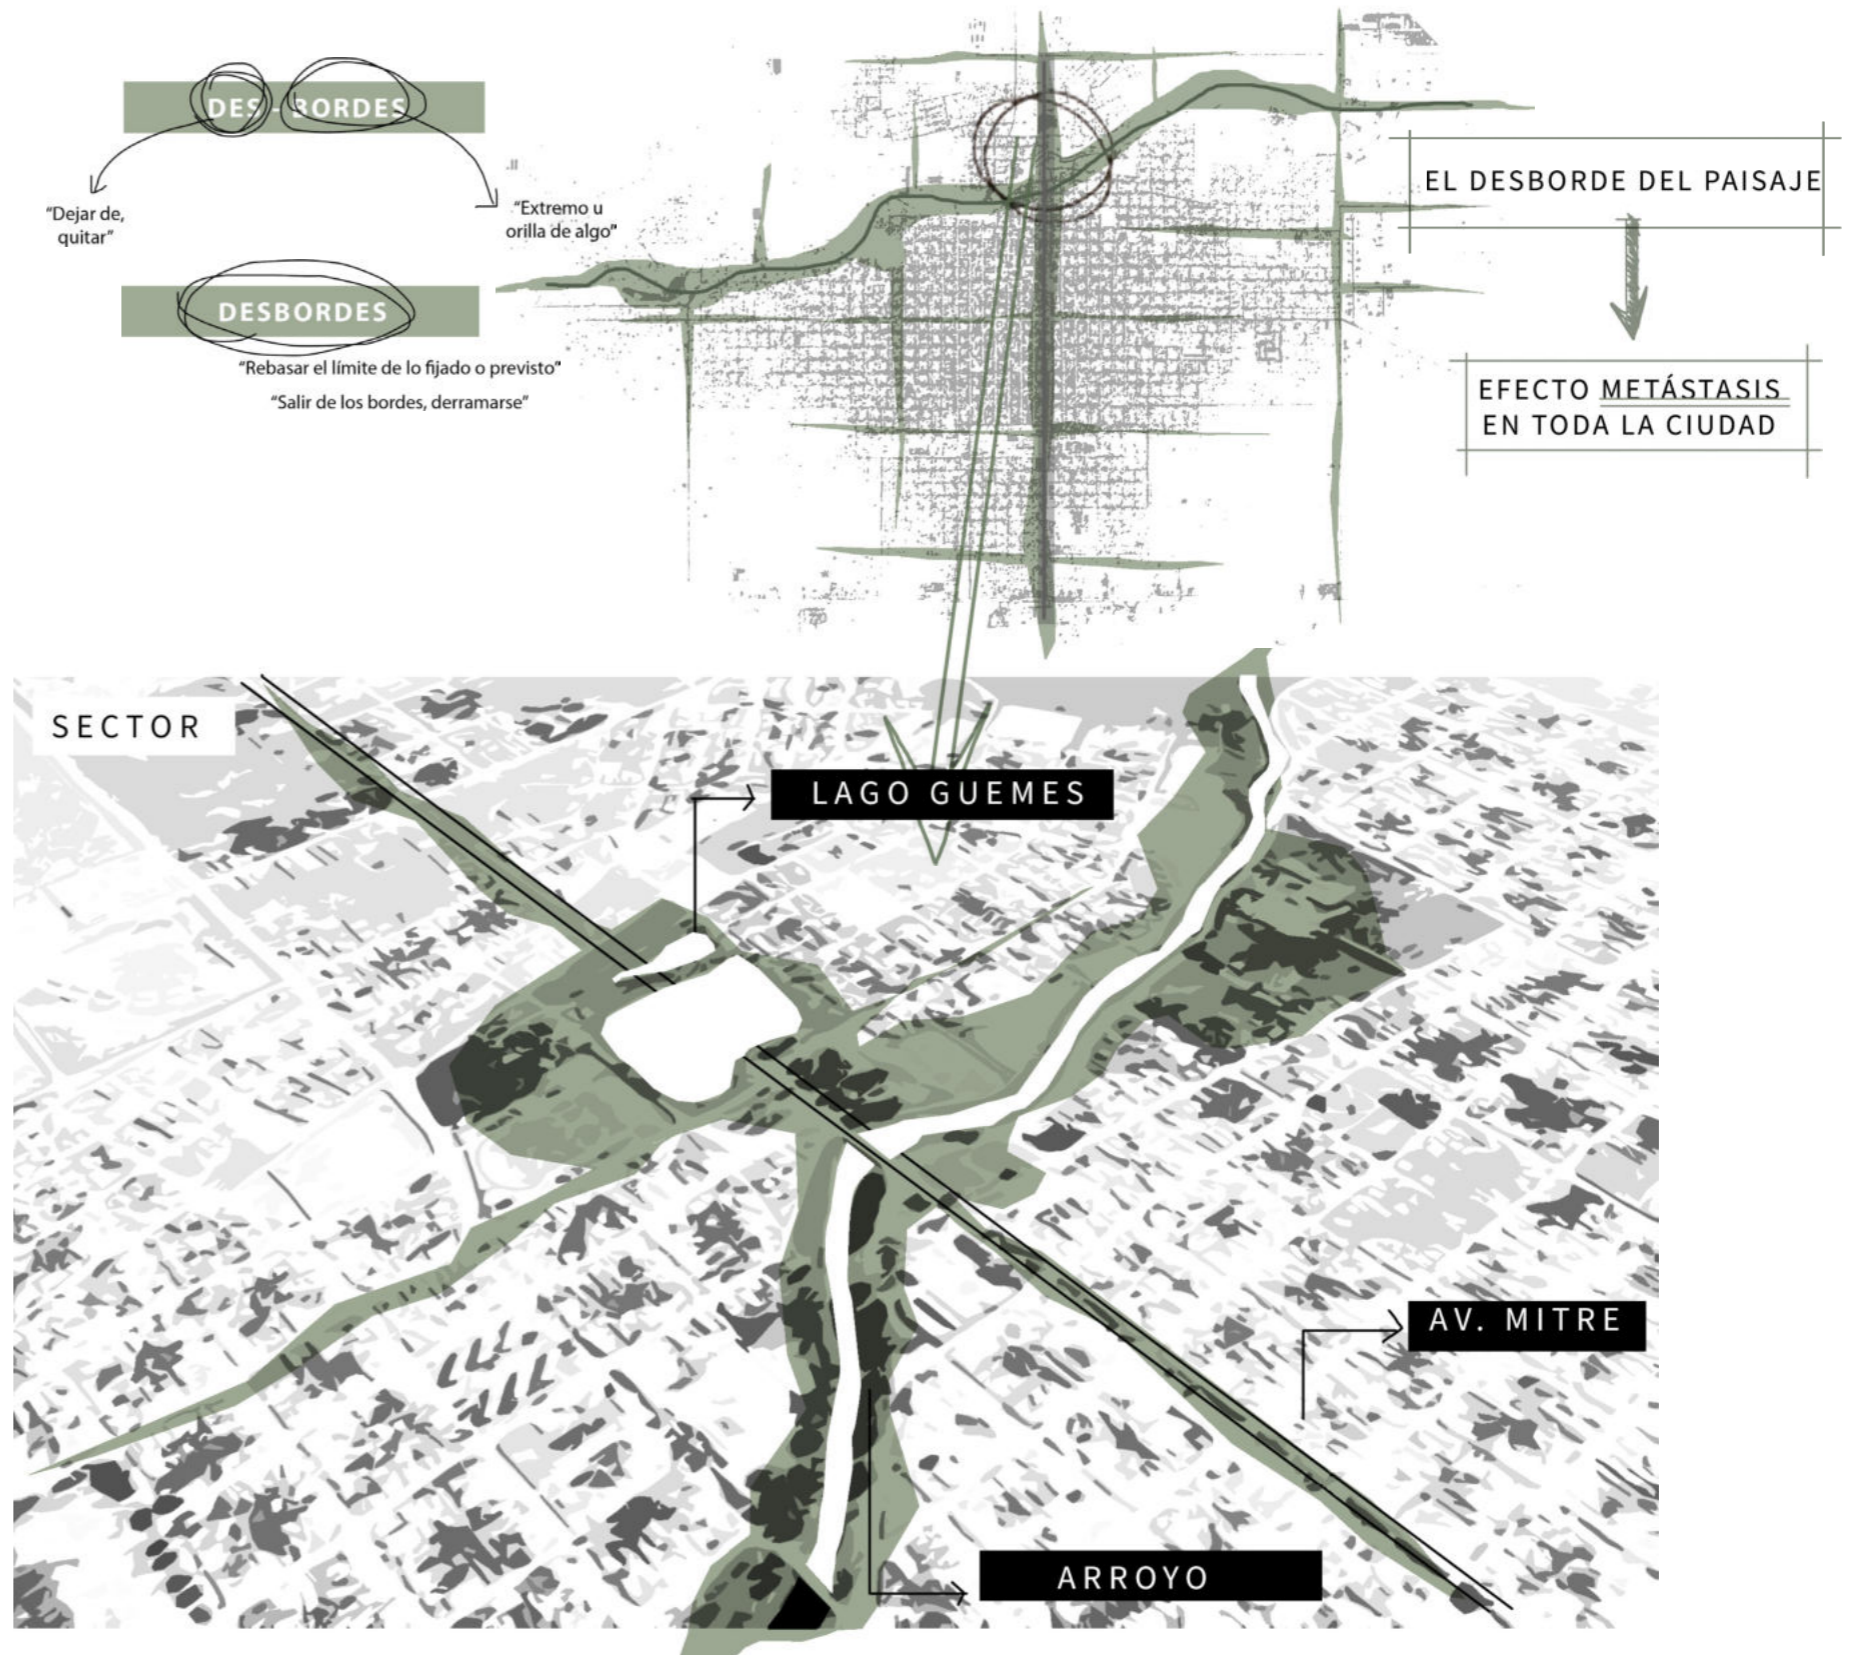 DES - BORDES
“Dejar de,
quitar”
“Extremo u
orilla de algo”
DESBORDES
“Rebasar el límite de lo fijado o previsto”
“Salir de los bordes, derramarse”
EL DESBORDE DEL PAISAJE
EFECTO METÁSTASIS
EN TODA LA CIUDAD
SECTOR
LAGO GUEMES
AV. MITRE
ARROYO